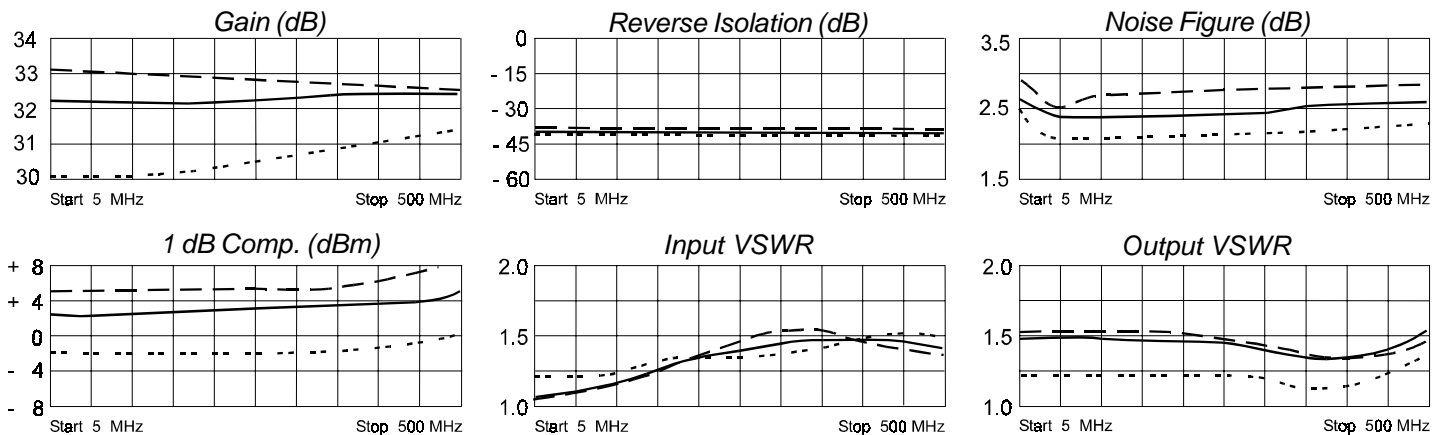 Gain (dB)
34
33
32
31
30
Start 5 MHz
Stop 500 MHz
Reverse Isolation (dB)
0
- 15
- 30
- 45
- 60
Start 5 MHz
Stop 500 MHz
Noise Figure (dB)
3.5
2.5
1.5
Start 5 MHz
Stop 500 MHz
1 dB Comp. (dBm)
+ 8
+ 4
0
- 4
- 8
Start 5 MHz
Stop 500 MHz
Input VSWR
2.0
1.5
1.0
Start 5 MHz
Stop 500 MHz
Output VSWR
2.0
1.5
1.0
Start 5 MHz
Stop 500 MHz